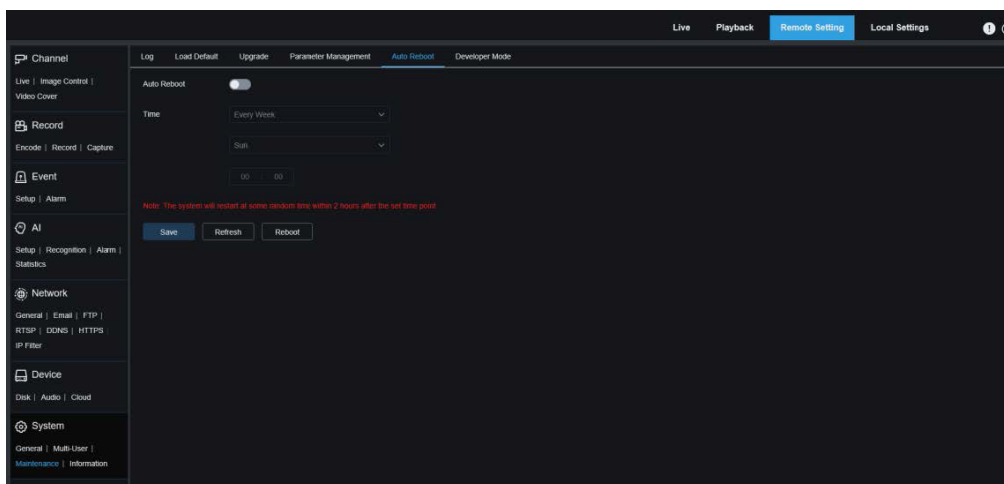 Live Playback Remote Setting Local Settings
Channel
Live | Image Control |
Video Cover
Record
Encode | Record | Capture
Event
Setup | Alarm
AI
Setup | Recognition | Alarm |
Statistics
Network
General | Email | FTP |
RTSP | DDNS | HTTPS
IP Filter
Device
Disk | Audio | Cloud
System
General | Multi-User |
Maintenance | Information
Log Load Default Upgrade Parameter Management Auto Reboot Developer Mode
Auto Reboot
Time Every Week
Sun.
00 00
Note: The system will restart at some random time within 2 hours after the set time point
Save Refresh Reboot